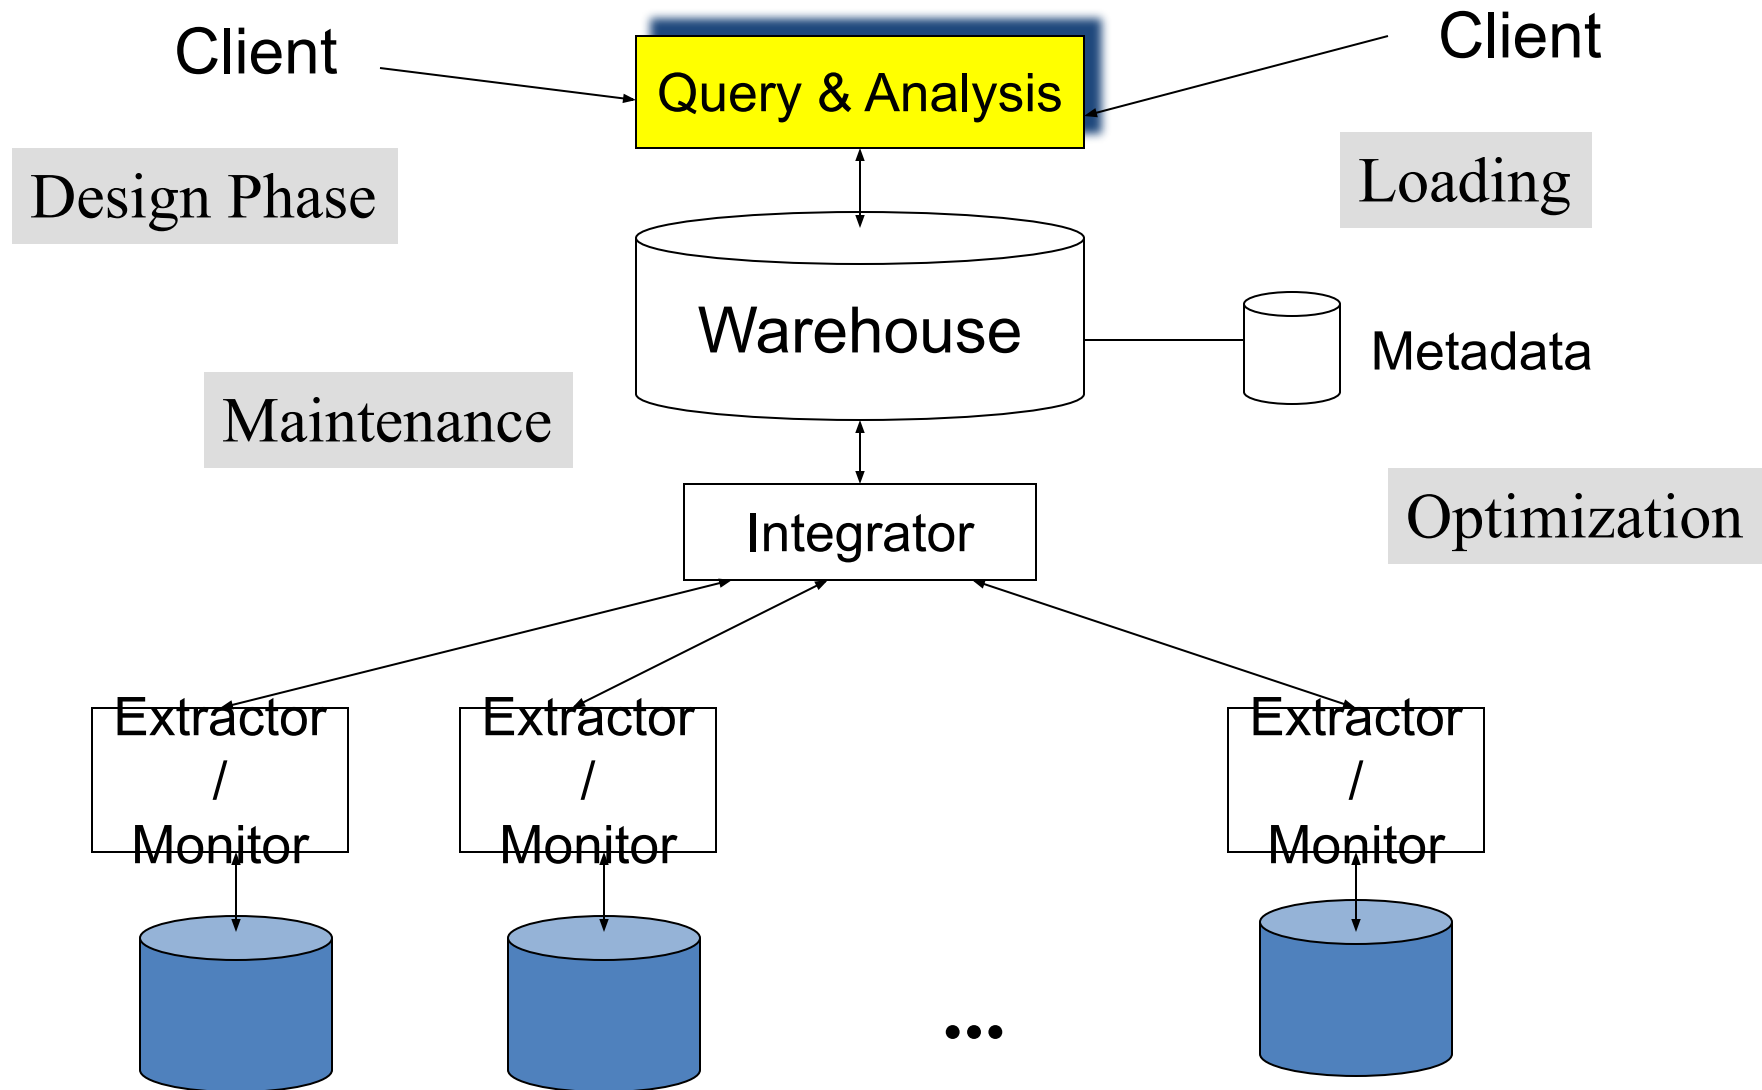 Client
Query & Analysis
Client
Design Phase
Loading
Warehouse
Metadata
Maintenance
Integrator
Optimization
Extractor
/
Monitor
Extractor
/
Monitor
Extractor
/
Monitor
...